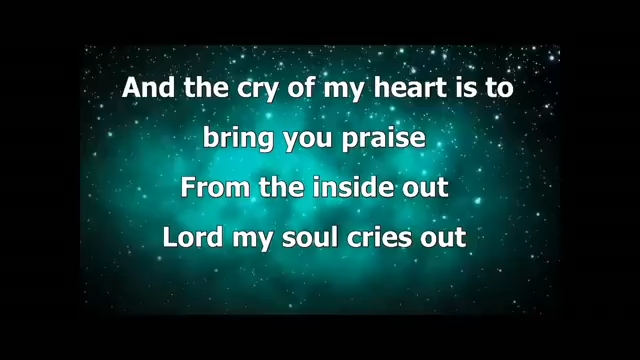 And the cry of my heart is to
bring you praise
From the inside out
Lord my soul cries out